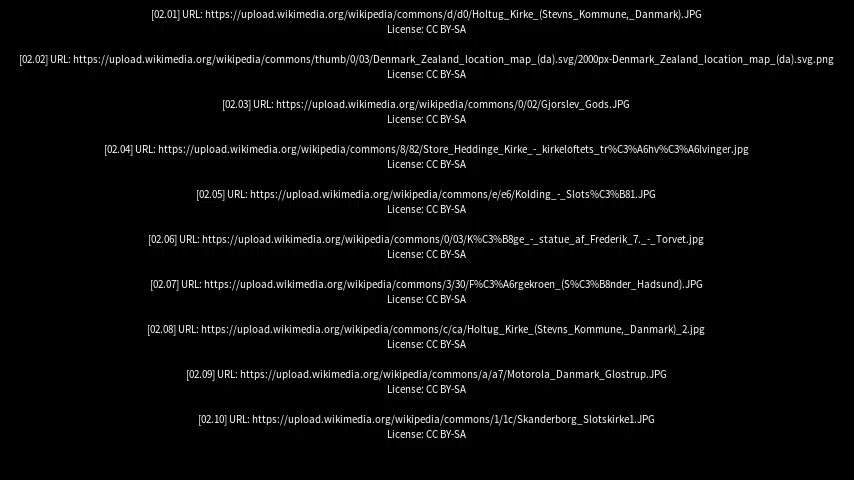 [02.01] URL: https://upload.wikimedia.org/wikipedia/commons/d/d0/Holtug_Kirke_(Stevns_Kommune,_Danmark).JPG
License: CC BY-SA
[02.02] URL: https://upload.wikimedia.org/wikipedia/commons/thumb/0/03/Denmark_Zealand_location_map_(da).svg/2000px-Denmark_Zealand_location_map_(da).svg.png
License: CC BY-SA
[02.03] URL: https://upload.wikimedia.org/wikipedia/commons/0/02/Gjorslev_Gods.JPG
License: CC BY-SA
[02.04] URL: https://upload.wikimedia.org/wikipedia/commons/8/82/Store_Heddinge_Kirke_-_kirkeloftets_tr%C3%A6hv%C3%A6lvinger.jpg
License: CC BY-SA
[02.05] URL: https://upload.wikimedia.org/wikipedia/commons/e/e6/Kolding_-_Slots%C3%B81.JPG
License: CC BY-SA
[02.06] URL: https://upload.wikimedia.org/wikipedia/commons/0/03/K%C3%B8ge_-_statue_af_Frederik_7._-_Torvet.jpg
License: CC BY-SA
[02.07] URL: https://upload.wikimedia.org/wikipedia/commons/3/30/F%C3%A6rgekroen_(S%C3%B8nder_Hadsund).JPG
License: CC BY-SA
[02.08] URL: https://upload.wikimedia.org/wikipedia/commons/c/ca/Holtug_Kirke_(Stevns_Kommune,_Danmark)_2.jpg
License: CC BY-SA
[02.09] URL: https://upload.wikimedia.org/wikipedia/commons/a/a7/Motorola_Danmark_Glostrup.JPG
License: CC BY-SA
[02.10] URL: https://upload.wikimedia.org/wikipedia/commons/1/1c/Skanderborg_Slotskirke1.JPG
License: CC BY-SA